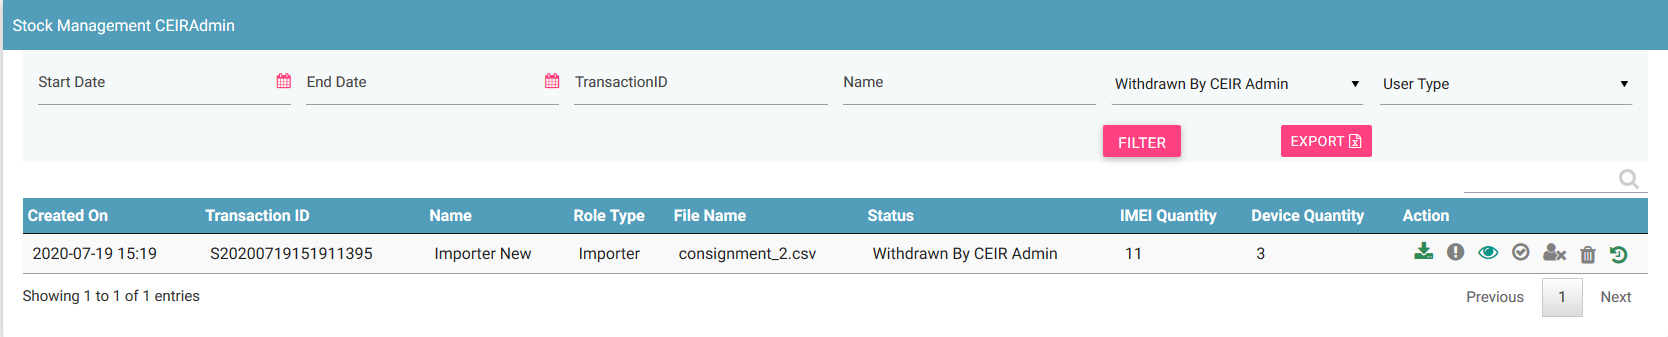 Stock Management CEIRAdmin
Start Date End Date TransactionID Name Withdrawn By CEIR Admin User Type
FILTER EXPORT
Created On Transaction ID Name Role Type File Name Status IMEI Quantity Device Quantity Action
2020-07-19 15:19 S20200719151911395 Importer New Importer consignment_2.csv Withdrawn By CEIR Admin 11 3
Showing 1 to 1 of 1 entries Previous 1 Next